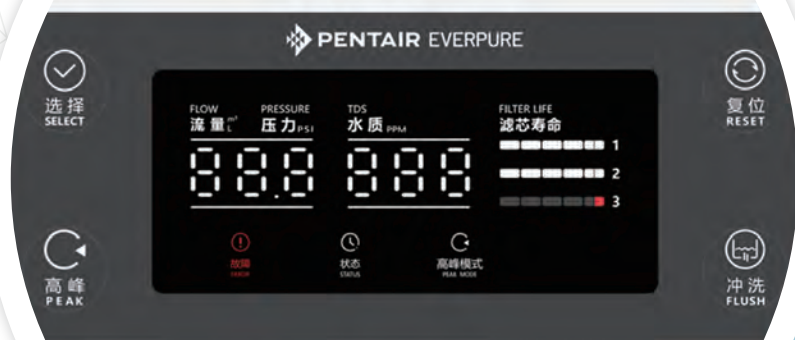 PENTAIR EVERPURE
选择
SELECT
FLOW
流量 m³ L
PRESSURE
压力 PSI
TDS
水质 PPM
FILTER LIFE
滤芯寿命
88.8
888
1
2
3
故障
ERROR
状态
STATUS
高峰模式
PEAK MODE
复位
RESET
高峰
PEAK
冲洗
FLUSH